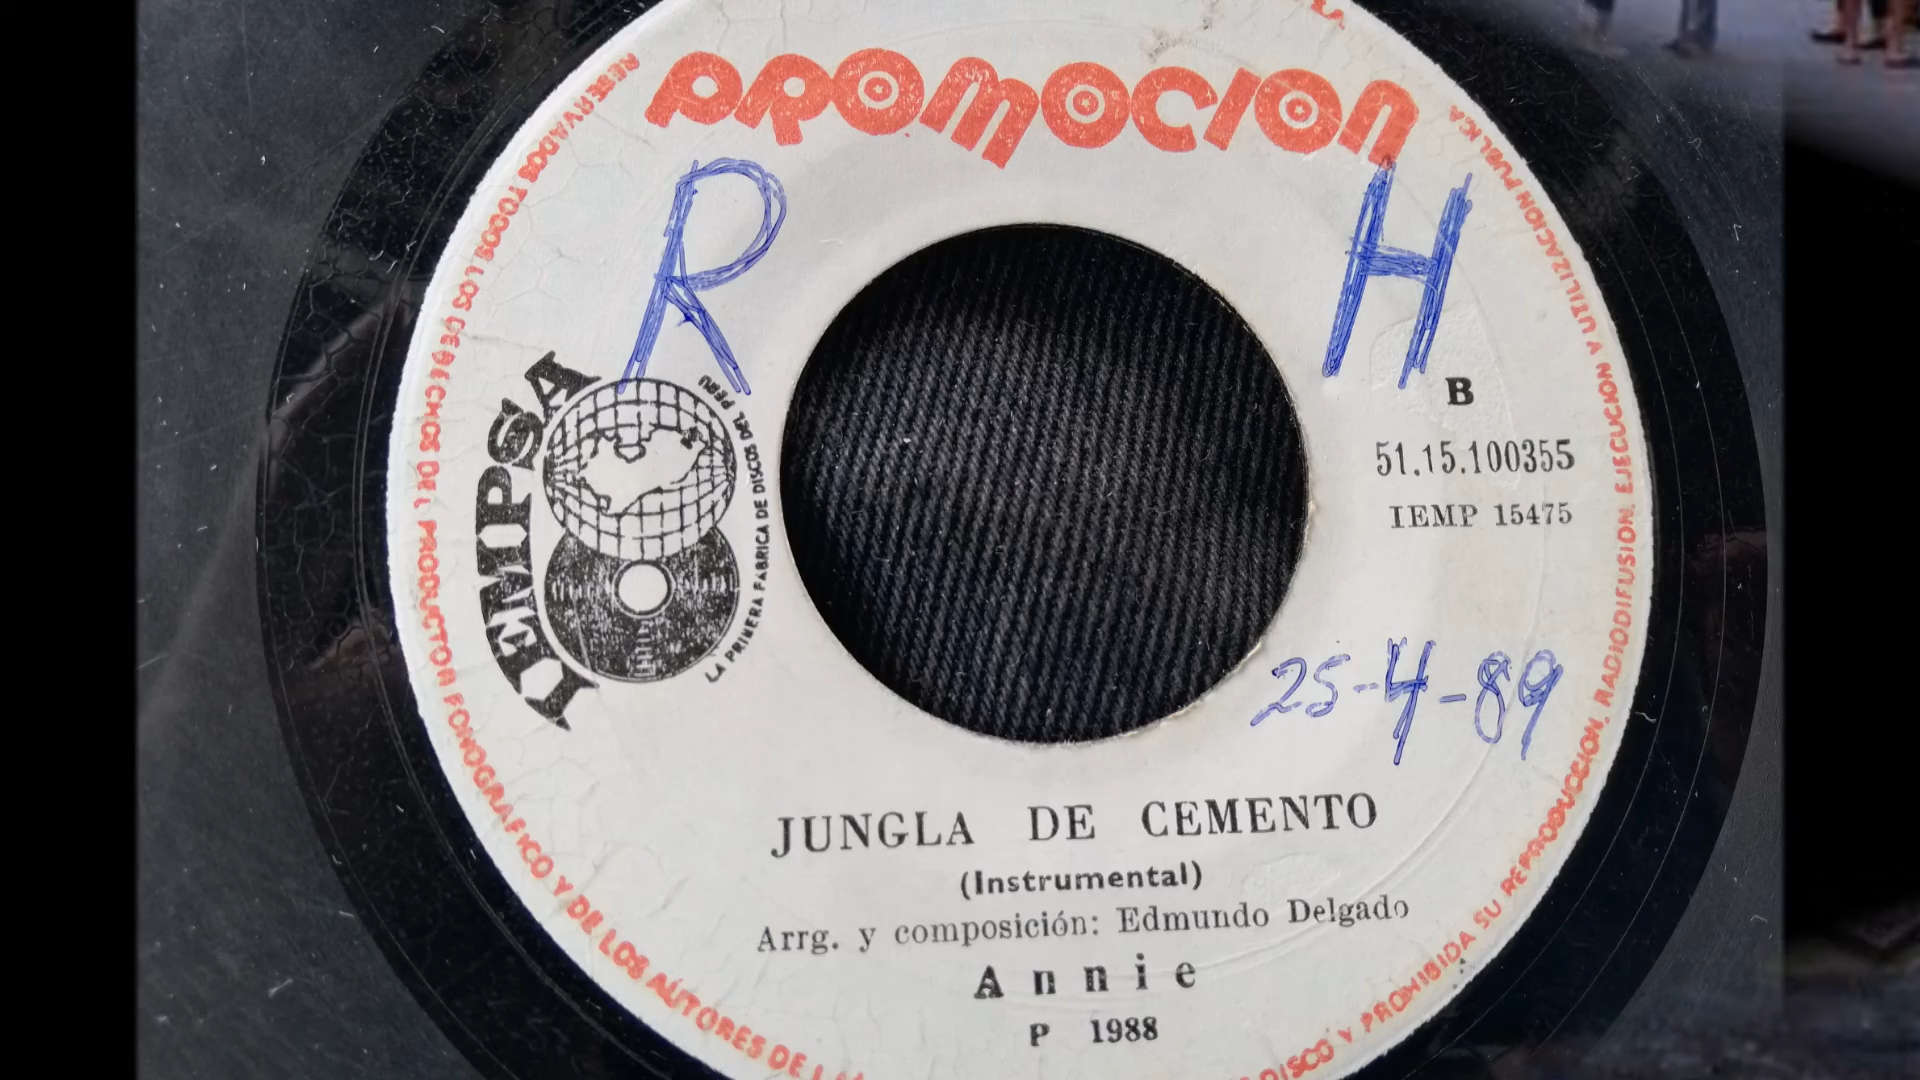 PROMOCION
R H
IEMPSA
LA PRIMERA FABRICA DE DISCOS DEL PERU
B
51.15.100355
IEMP 15475
25-4-89
JUNGLA DE CEMENTO
(Instrumental)
Arrg. y composición: Edmundo Delgado
Annie
P 1988
RESERVADOS TODOS LOS DERECHOS DEL PRODUCTOR FONOGRAFICO Y DE LOS AUTORES DE
DISCO Y PROHIBIDA SU REPRODUCCION. RADIODIFUSION. EJECUCION Y UTILIZACION PUBLICA